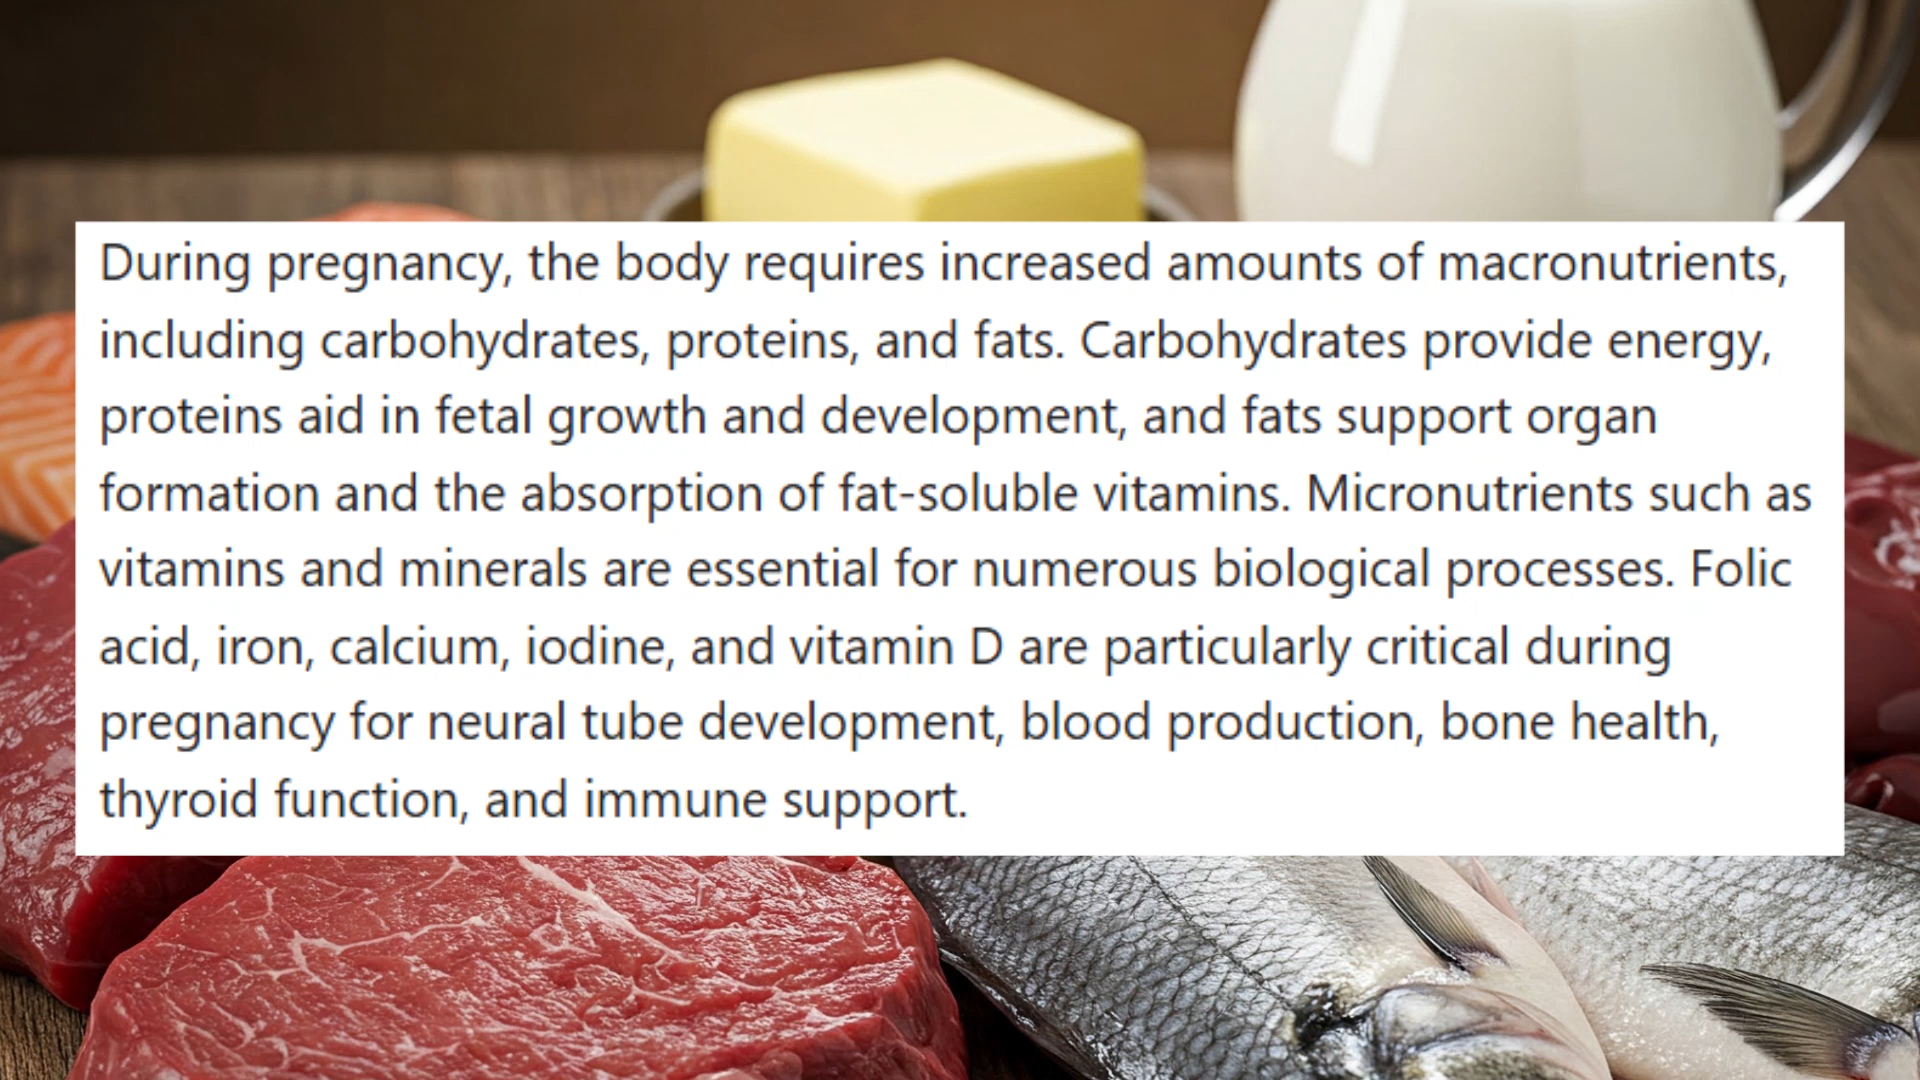 During pregnancy, the body requires increased amounts of macronutrients,
including carbohydrates, proteins, and fats. Carbohydrates provide energy,
proteins aid in fetal growth and development, and fats support organ
formation and the absorption of fat-soluble vitamins. Micronutrients such as
vitamins and minerals are essential for numerous biological processes. Folic
acid, iron, calcium, iodine, and vitamin D are particularly critical during
pregnancy for neural tube development, blood production, bone health,
thyroid function, and immune support.